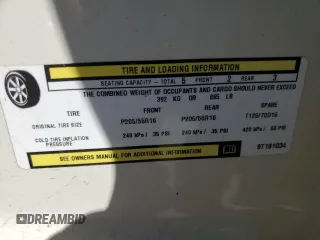 TIRE AND LOADING INFORMATION
SEATING CAPACITY - TOTAL 5 FRONT 2 REAR 3
THE COMBINED WEIGHT OF OCCUPANTS AND CARGO SHOULD NEVER EXCEED
392 KG OR 865 LB
TIRE FRONT REAR SPARE
ORIGINAL TIRE SIZE P205/55R16 P205/55R16 T125/70D15
COLD TIRE INFLATION PRESSURE 240 kPa / 35 PSI 240 kPa / 35 PSI 420 kPa / 60 PSI
SEE OWNERS MANUAL FOR ADDITIONAL INFORMATION
© AUTOBIDMASTER